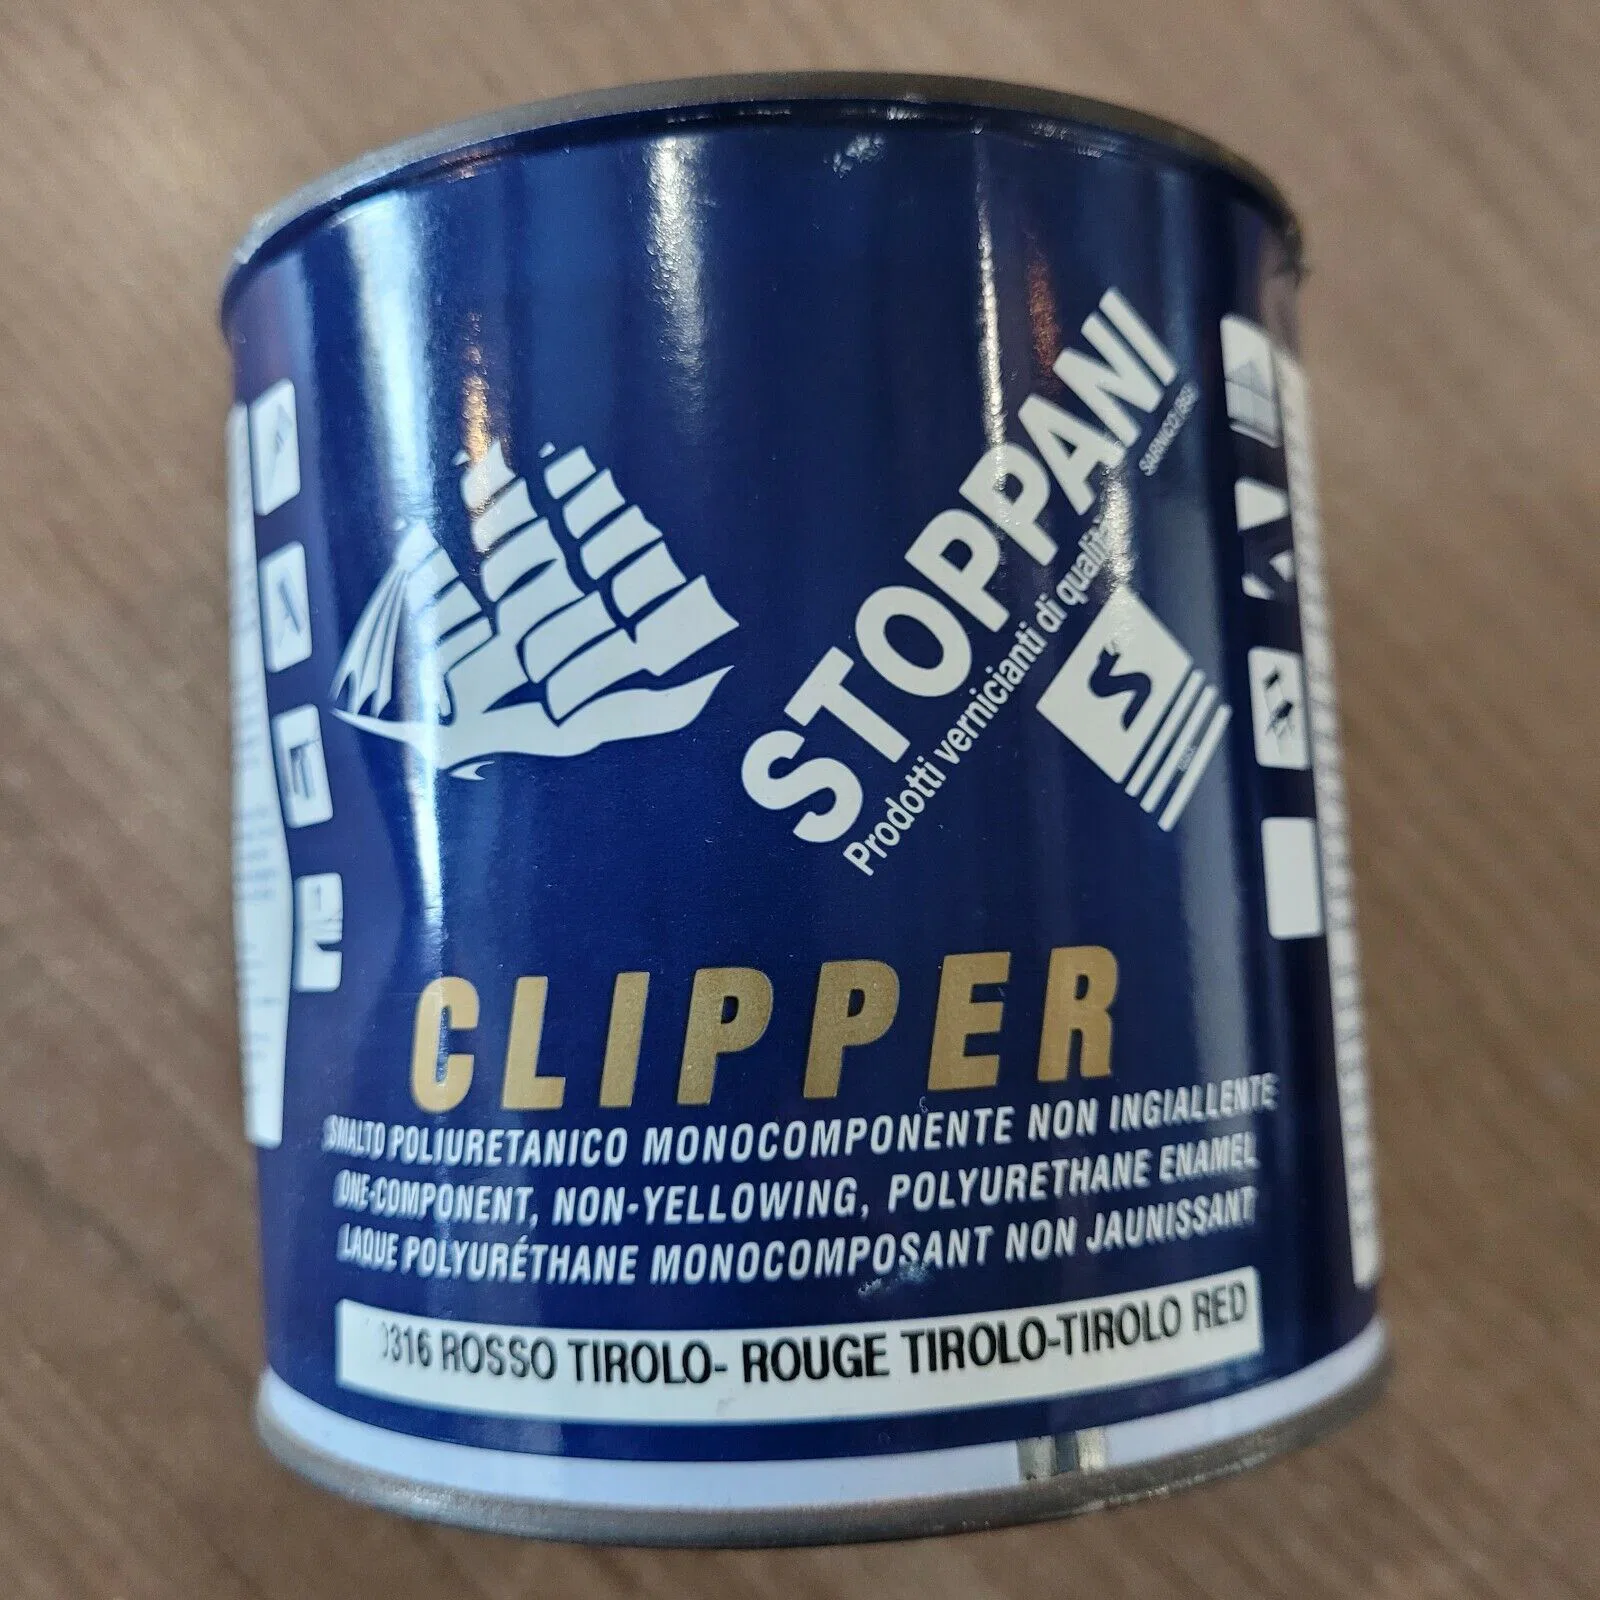 STOPPANI
Prodotti vernicianti di qualità
CLIPPER
SMALTO POLIURETANICO MONOCOMPONENTE NON INGIALLENTE
ONE-COMPONENT, NON-YELLOWING, POLYURETHANE ENAMEL
LAQUE POLYURÉTHANE MONOCOMPOSANT NON JAUNISSANT
316 ROSSO TIROLO- ROUGE TIROLO-TIROLO RED